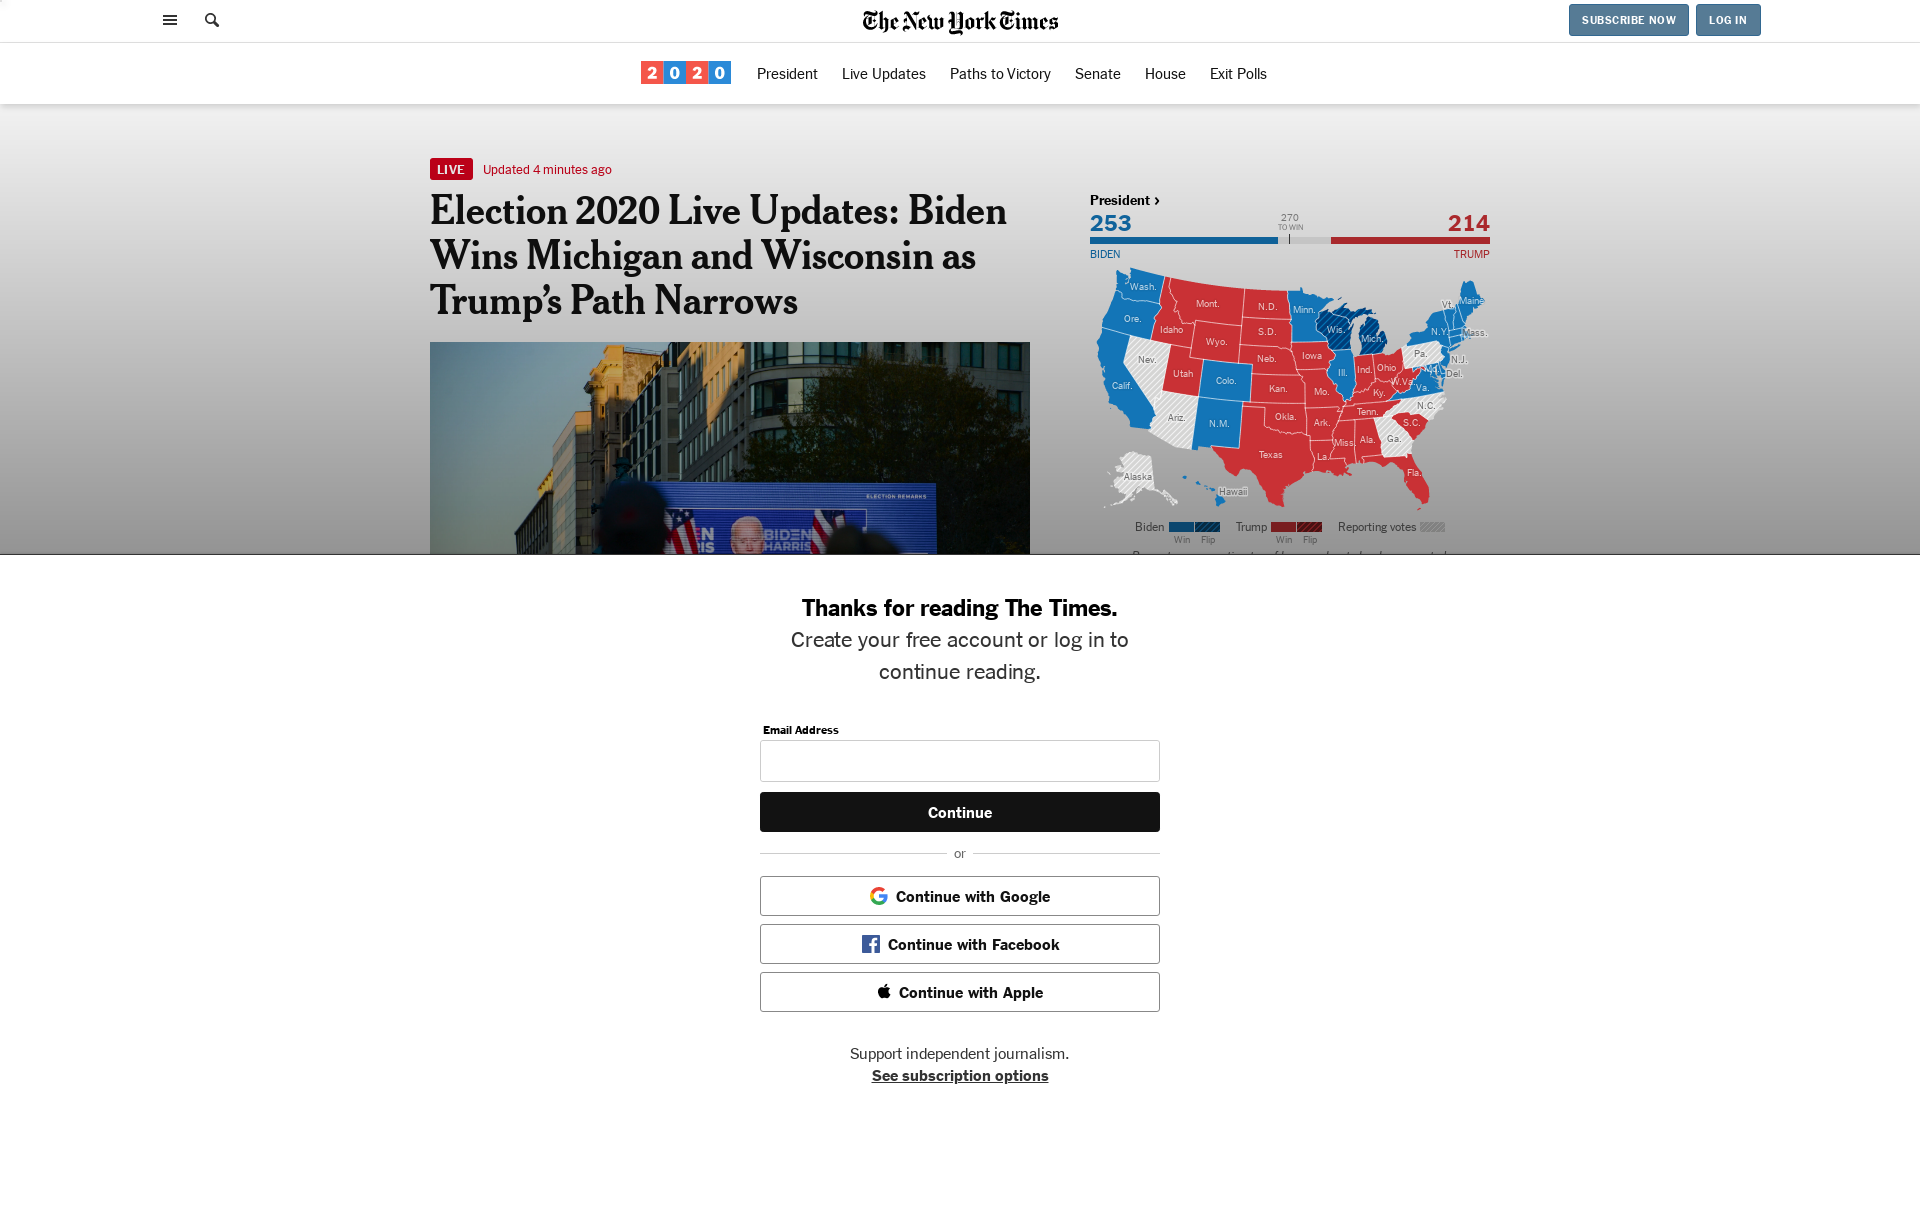 The New York Times
SUBSCRIBE NOW
LOG IN
2020
President
Live Updates
Paths to Victory
Senate
House
Exit Polls
LIVE
Updated 4 minutes ago
Election 2020 Live Updates: Biden
Wins Michigan and Wisconsin as
Trump's Path Narrows
President ›
253
270
TO WIN
214
BIDEN
TRUMP
Wash.
Mont.
N.D.
Minn.
Vt.
Maine
Ore.
Idaho
S.D.
Wis.
Mich.
N.Y.
Mass.
Wyo.
Nev.
Neb.
Iowa
Pa.
N.J.
Utah
Colo.
Ill.
Ind.
Ohio
Md.
Del.
Calif.
Kan.
Mo.
W.Va.
Ky.
Va.
Ariz.
N.M.
Okla.
Ark.
Tenn.
N.C.
S.C.
Texas
La.
Miss.
Ala.
Ga.
Alaska
Hawaii
Fla.
ELECTION REMARKS
BIDEN
HARRIS
Biden
Trump
Reporting votes
Win
Flip
Win
Flip
Thanks for reading The Times.
Create your free account or log in to
continue reading.
Email Address
Continue
or
Continue with Google
Continue with Facebook
Continue with Apple
Support independent journalism.
See subscription options